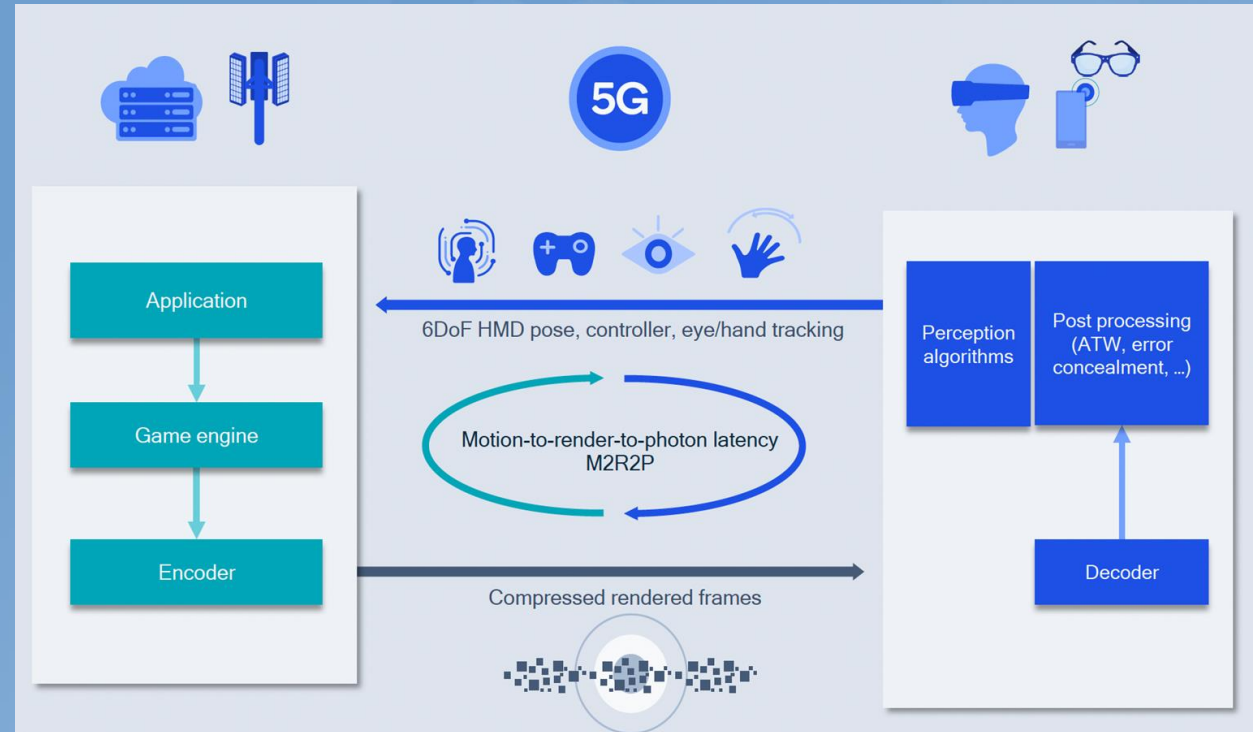 5G
6DoF HMD pose, controller, eye/hand tracking
Application
Game engine
Encoder
Motion-to-render-to-photon latency
M2R2P
Compressed rendered frames
Perception
algorithms
Post processing
(ATW, error
concealment, ...)
Decoder